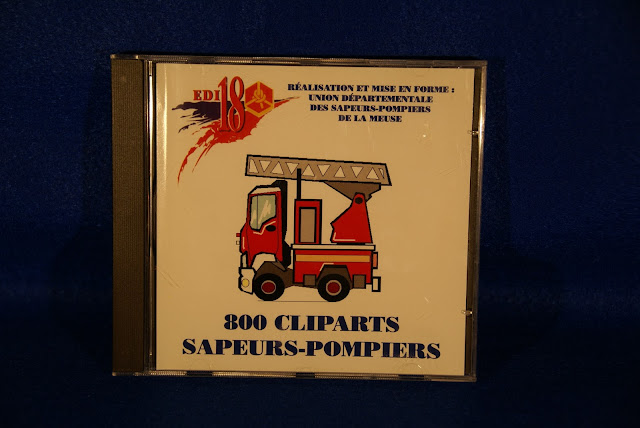 EDI 18
RÉALISATION ET MISE EN FORME :
UNION DÉPARTEMENTALE
DES SAPEURS-POMPIERS
DE LA MEUSE
800 CLIPARTS
SAPEURS-POMPIERS